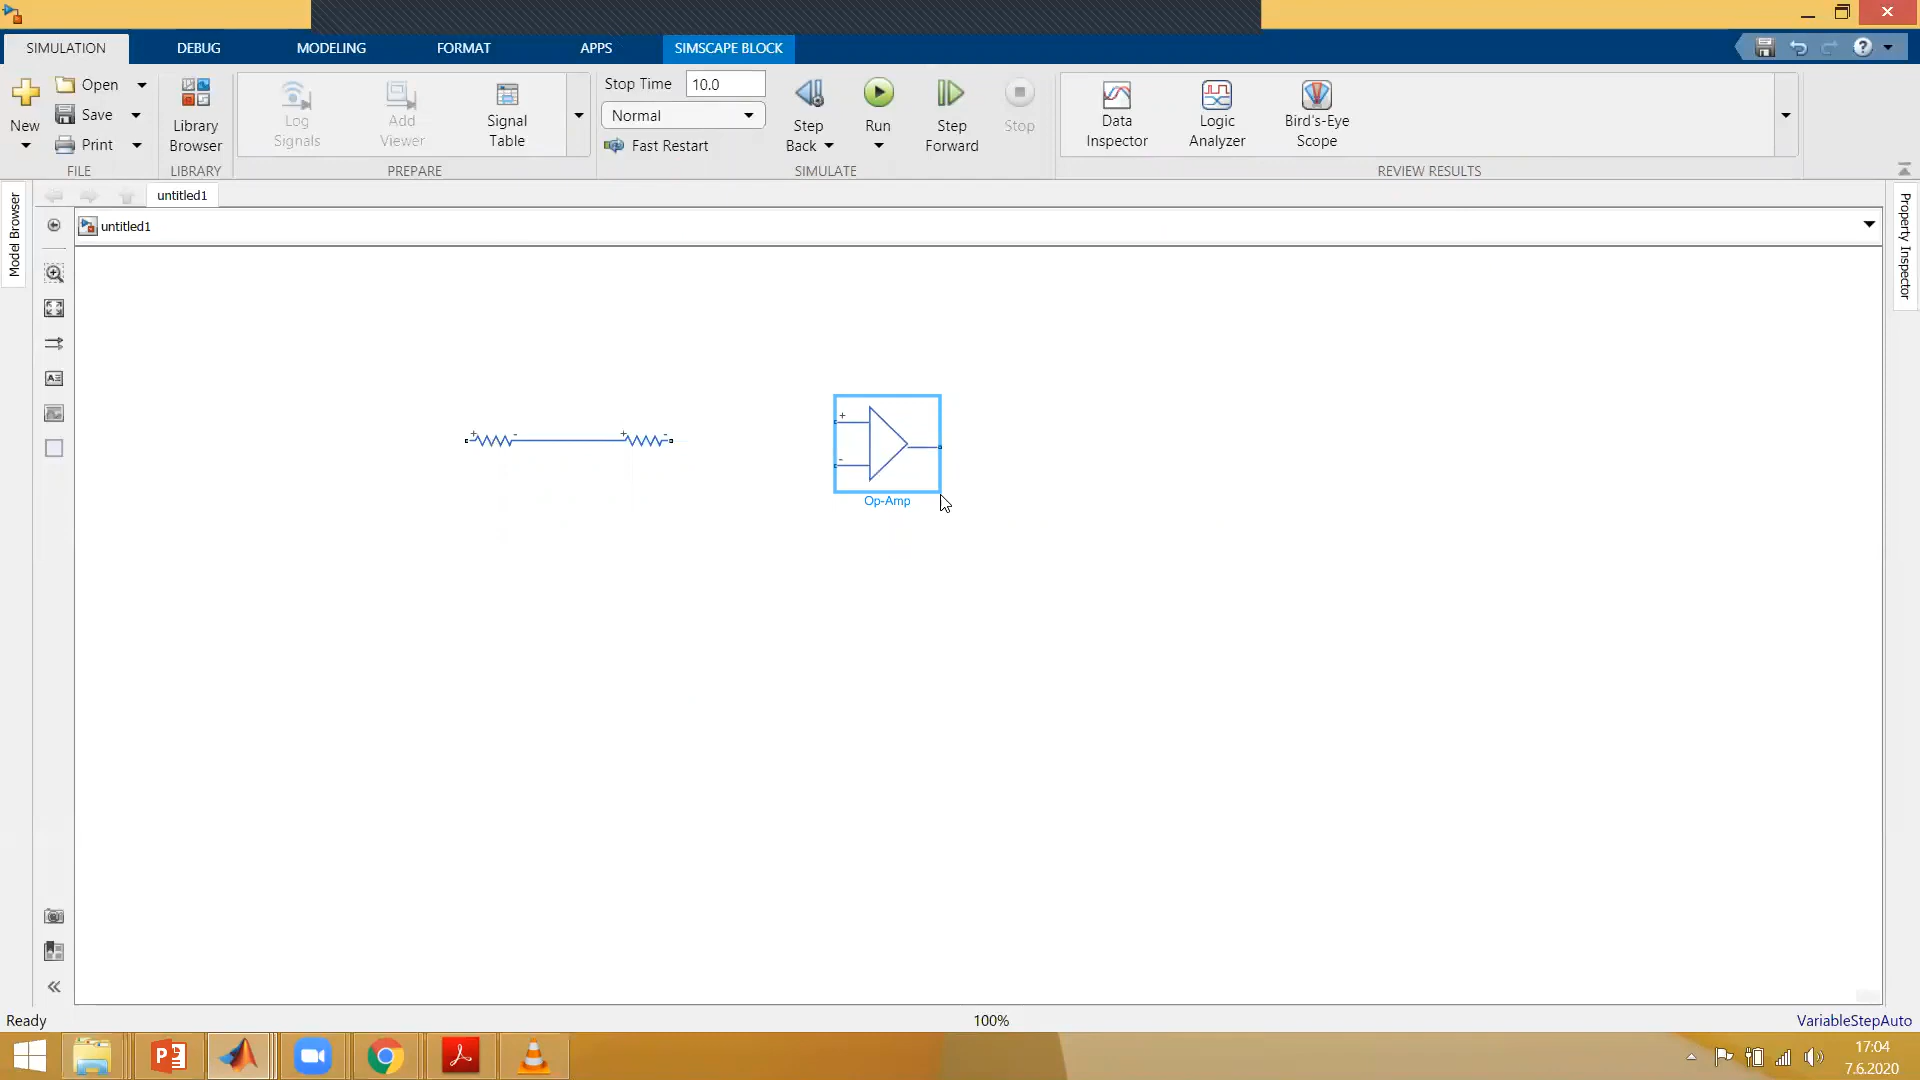 SIMULATION DEBUG MODELING FORMAT APPS SIMSCAPE BLOCK
New Open Save Print FILE
Library Browser LIBRARY
Log Signals Add Viewer Signal Table PREPARE
Stop Time 10.0
Normal
Fast Restart
Step Back Run Step Forward Stop SIMULATE
Data Inspector Logic Analyzer Bird's-Eye Scope REVIEW RESULTS
Model Browser
untitled1
untitled1
Property Inspector
+ - + -
+
-
Op-Amp
Ready 100% VariableStepAuto
17:04
7.6.2020